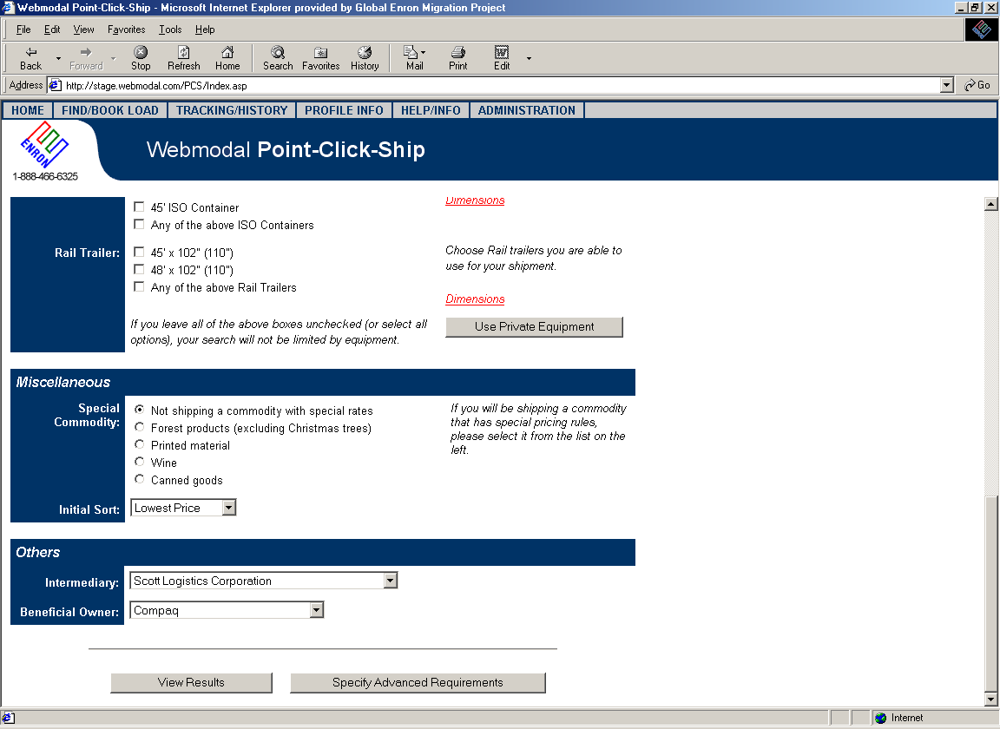 Webmodal Point-Click-Ship - Microsoft Internet Explorer provided by Global Enron Migration Project
File Edit View Favorites Tools Help
Back Forward Stop Refresh Home Search Favorites History Mail Print Edit
Address http://stage.webmodal.com/PCS/Index.asp Go
HOME FIND/BOOK LOAD TRACKING/HISTORY PROFILE INFO HELP/INFO ADMINISTRATION
ENRON
1-888-466-6325
Webmodal Point-Click-Ship
Dimensions
45' ISO Container
Any of the above ISO Containers
Rail Trailer:
45' x 102" (110")
48' x 102" (110")
Any of the above Rail Trailers
Choose Rail trailers you are able to
use for your shipment.
Dimensions
If you leave all of the above boxes unchecked (or select all
options), your search will not be limited by equipment.
Use Private Equipment
Miscellaneous
Special
Commodity:
Not shipping a commodity with special rates
Forest products (excluding Christmas trees)
Printed material
Wine
Canned goods
If you will be shipping a commodity
that has special pricing rules,
please select it from the list on the
left.
Initial Sort: Lowest Price
Others
Intermediary: Scott Logistics Corporation
Beneficial Owner: Compaq
View Results Specify Advanced Requirements
Internet